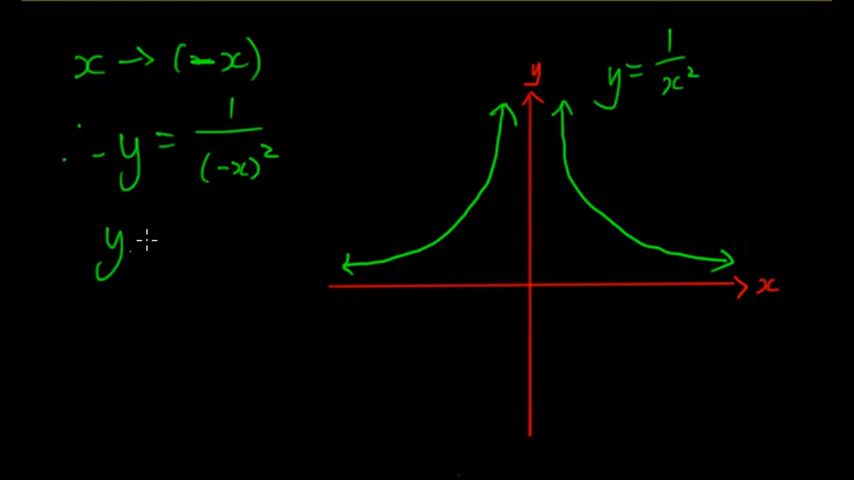 x → (-x)
∴ - y = 1/(-x)²
y
y
y = 1/x²
x